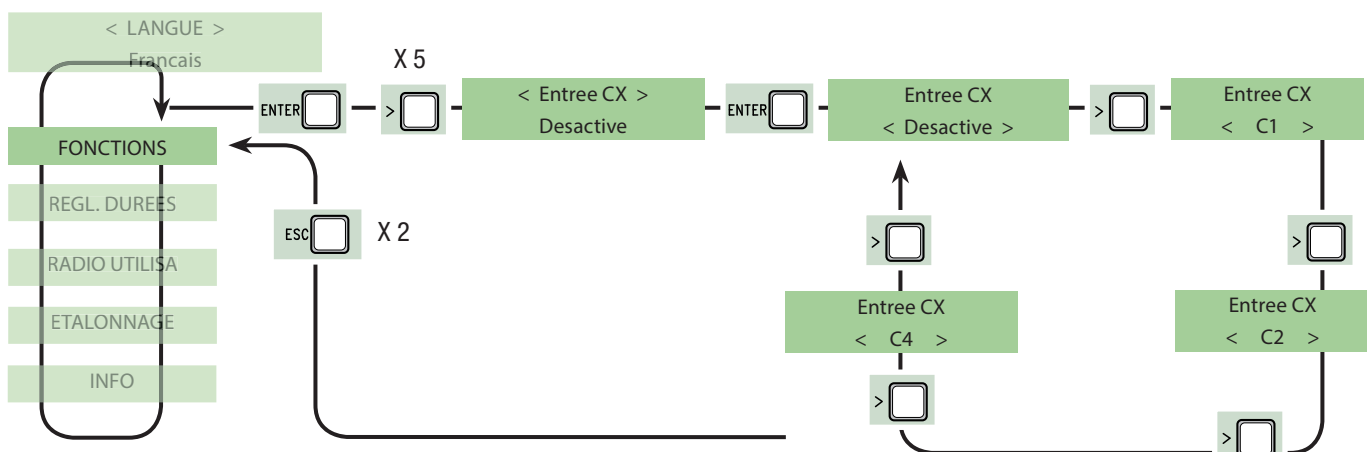 < LANGUE >
Francais
FONCTIONS
REGL. DUREES
RADIO UTILISA
ETALONNAGE
INFO
ENTER
>
X 5
< Entree CX >
Desactive
ENTER
Entree CX
< Desactive >
>
Entree CX
< C1 >
>
Entree CX
< C2 >
>
>
Entree CX
< C4 >
>
ESC
X 2